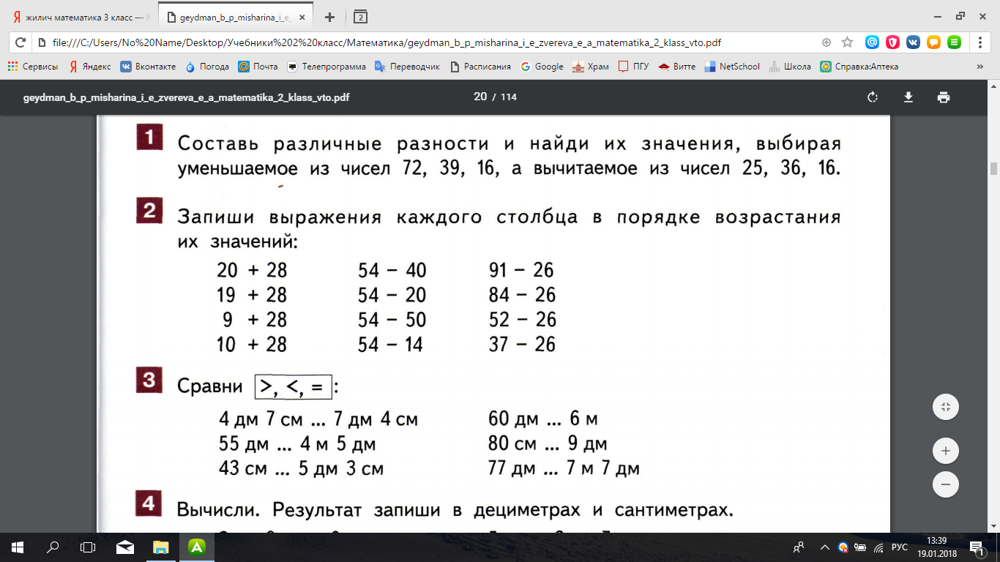 жилич математика 3 класс — Я
geydman_b_p_misharina_i_e_
2
file:///C:/Users/No%20Name/Desktop/Учебники%202%20класс/Математика/geydman_b_p_misharina_i_e_zvereva_e_a_matematika_2_klass_vto.pdf
Сервисы Яндекс Вконтакте Погода Почта Телепрограмма Переводчик Расписания Google Храм ПГУ Витте NetSchool Школа Справка:Аптека »
geydman_b_p_misharina_i_e_zvereva_e_a_matematika_2_klass_vto.pdf 20 / 114
1 Составь различные разности и найди их значения, выбирая
уменьшаемое из чисел 72, 39, 16, а вычитаемое из чисел 25, 36, 16.
2 Запиши выражения каждого столбца в порядке возрастания
их значений:
20 + 28 54 − 40 91 − 26
19 + 28 54 − 20 84 − 26
9 + 28 54 − 50 52 − 26
10 + 28 54 − 14 37 − 26
3 Сравни >, <, = :
4 дм 7 см ... 7 дм 4 см 60 дм ... 6 м
55 дм ... 4 м 5 дм 80 см ... 9 дм
43 см ... 5 дм 3 см 77 дм ... 7 м 7 дм
4 Вычисли. Результат запиши в дециметрах и сантиметрах.
РУС
13:39
19.01.2018
1